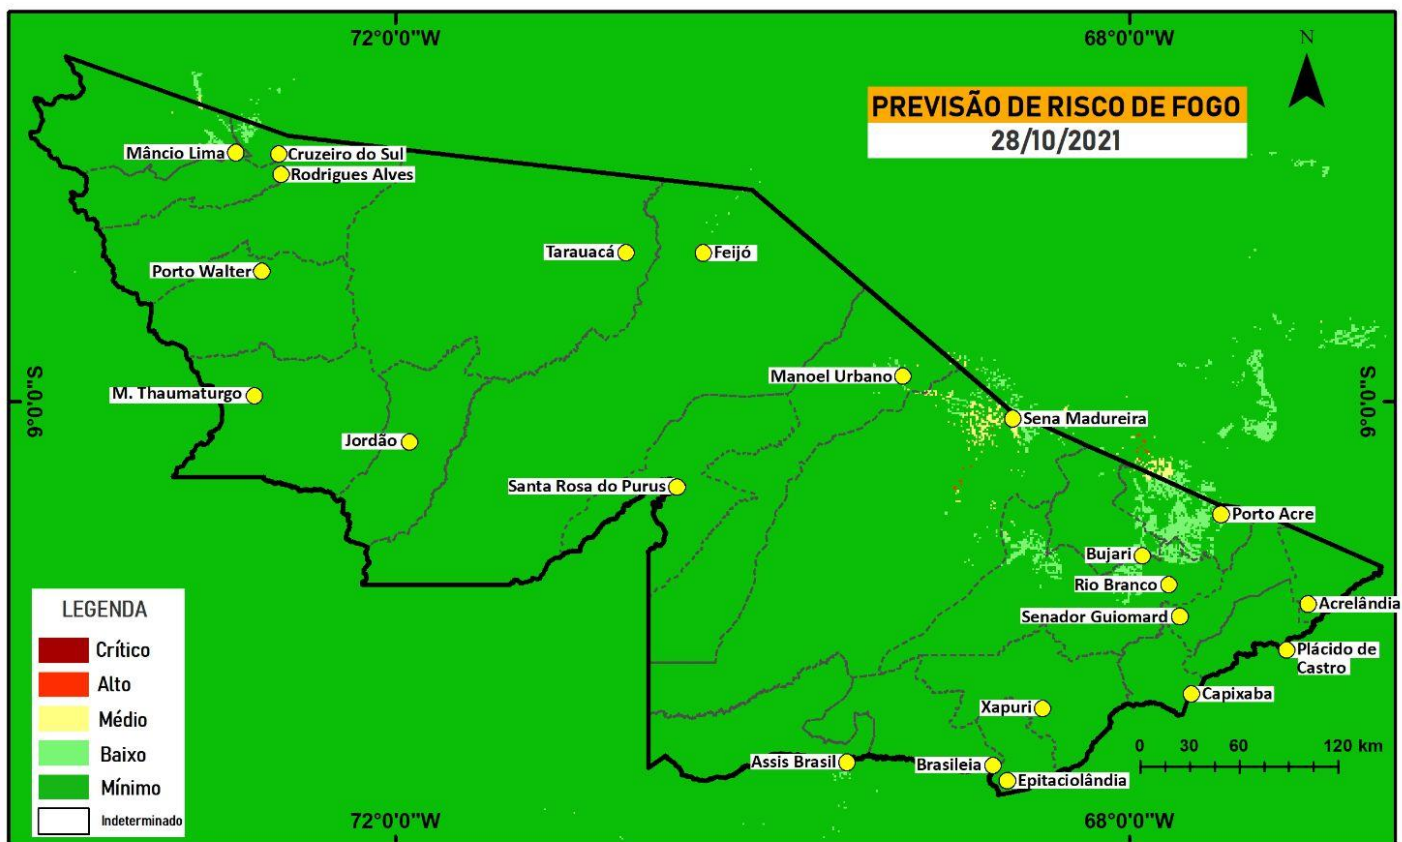 72°0'0"W
68°0'0"W
N
PREVISÃO DE RISCO DE FOGO
28/10/2021
Mâncio Lima
Cruzeiro do Sul
Rodrigues Alves
Tarauacá
Feijó
Porto Walter
Manoel Urbano
M. Thaumaturgo
9°0'0"S
9°0'0"S
Sena Madureira
Jordão
Santa Rosa do Purus
Porto Acre
Bujari
Rio Branco
Acrelândia
Senador Guiomard
Plácido de
Castro
Capixaba
Xapuri
Assis Brasil
Brasileia
Epitaciolândia
LEGENDA
Crítico
Alto
Médio
Baixo
Mínimo
Indeterminado
0 30 60 120 km
72°0'0"W
68°0'0"W